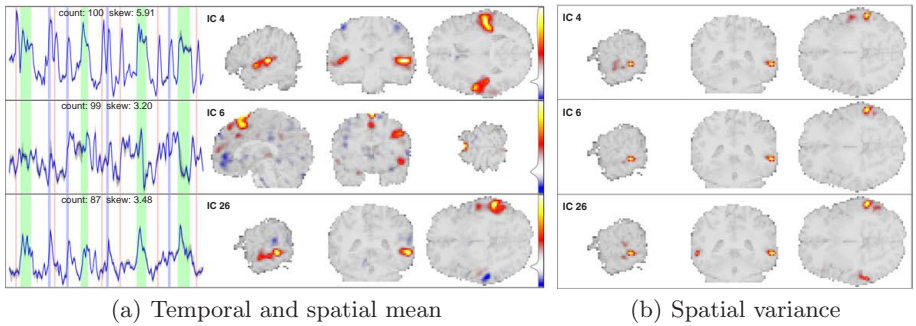 count: 100 skew: 5.91
IC 4
IC 4
count: 99 skew: 3.20
IC 6
IC 6
count: 87 skew: 3.48
IC 26
IC 26
(a) Temporal and spatial mean
(b) Spatial variance